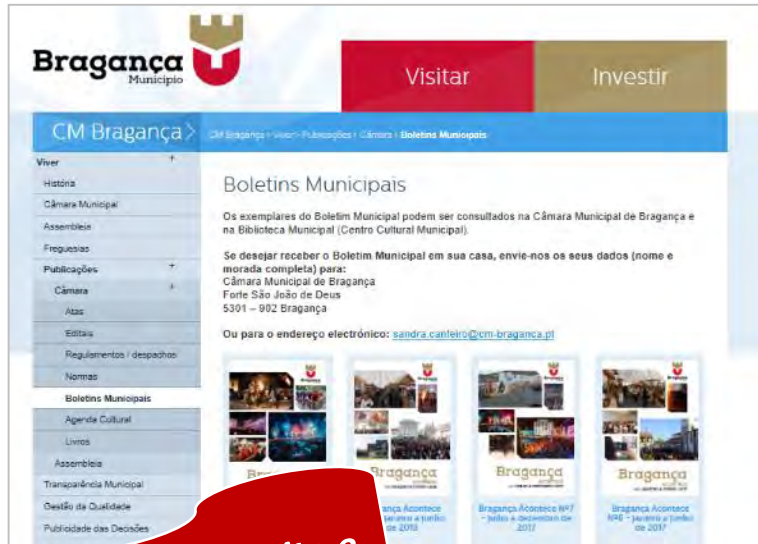 Bragança
Município
Visitar
Investir
CM Bragança >
CM Bragança > Viver > Publicações > Câmara > Boletins Municipais
Viver +
História
Câmara Municipal
Assembleia
Freguesias
Publicações +
Câmara +
Atas
Editais
Regulamentos / despachos
Normas
Boletins Municipais
Agenda Cultural
Livros
Assembleia
Transparência Municipal
Gestão da Qualidade
Publicidade das Decisões
Boletins Municipais
Os exemplares do Boletim Municipal podem ser consultados na Câmara Municipal de Bragança e
na Biblioteca Municipal (Centro Cultural Municipal).
Se desejar receber o Boletim Municipal em sua casa, envie-nos os seus dados (nome e
morada completa) para:
Câmara Municipal de Bragança
Forte São João de Deus
5301 – 902 Bragança
Ou para o endereço electrónico: sandra.canteiro@cm-braganca.pt
Bragança
Bragança
Bragança
Acontece
janeiro a junho
de 2018
Bragança Acontece Nº7
- julho a dezembro de
2017
Bragança Acontece
Nº6 - janeiro a junho
de 2017